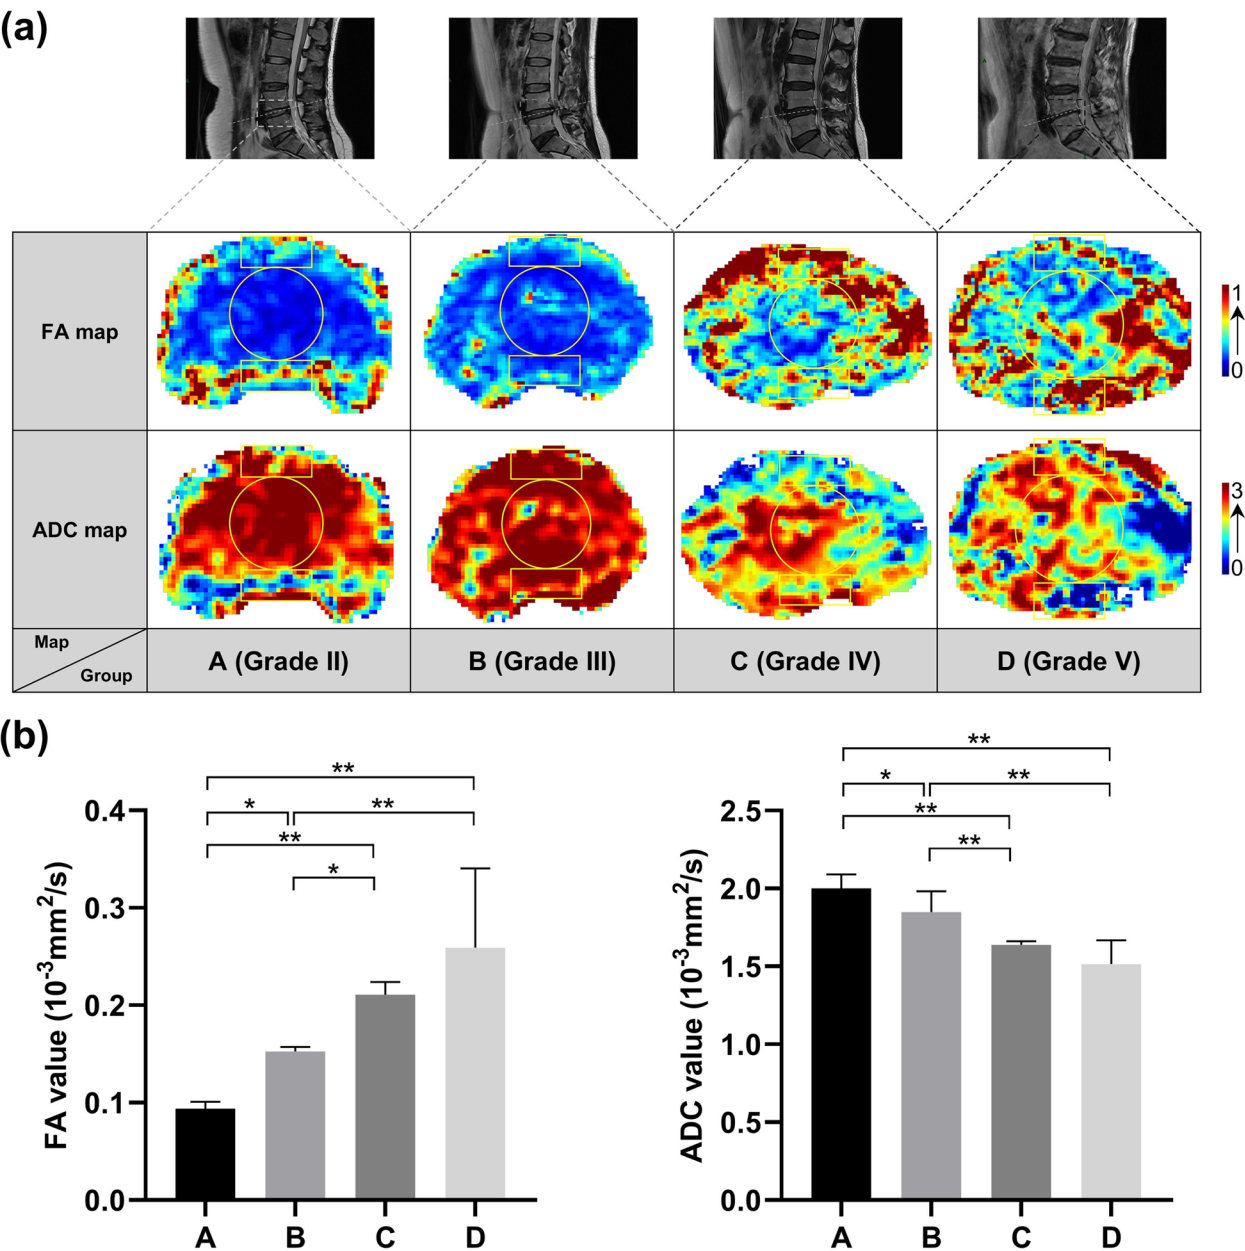 (a)
FA map
1
0
ADC map
3
0
Map
Group
A (Grade II)
B (Grade III)
C (Grade IV)
D (Grade V)
(b)
FA value (10⁻³mm²/s)
0.4
0.3
0.2
0.1
0.0
**
*
**
**
*
A
B
C
D
ADC value (10⁻³mm²/s)
2.5
2.0
1.5
1.0
0.5
0.0
**
*
**
**
**
A
B
C
D